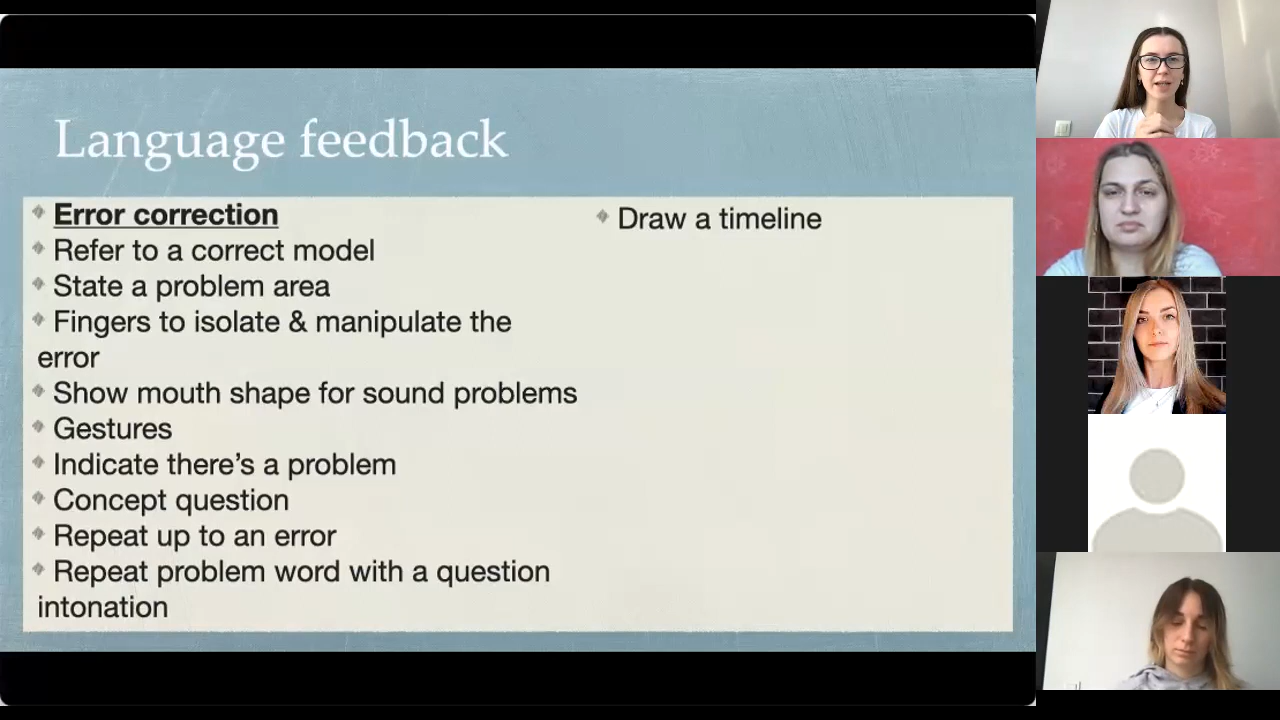 Language feedback
Error correction
Refer to a correct model
State a problem area
Fingers to isolate & manipulate the
error
Show mouth shape for sound problems
Gestures
Indicate there’s a problem
Concept question
Repeat up to an error
Repeat problem word with a question
intonation
Draw a timeline